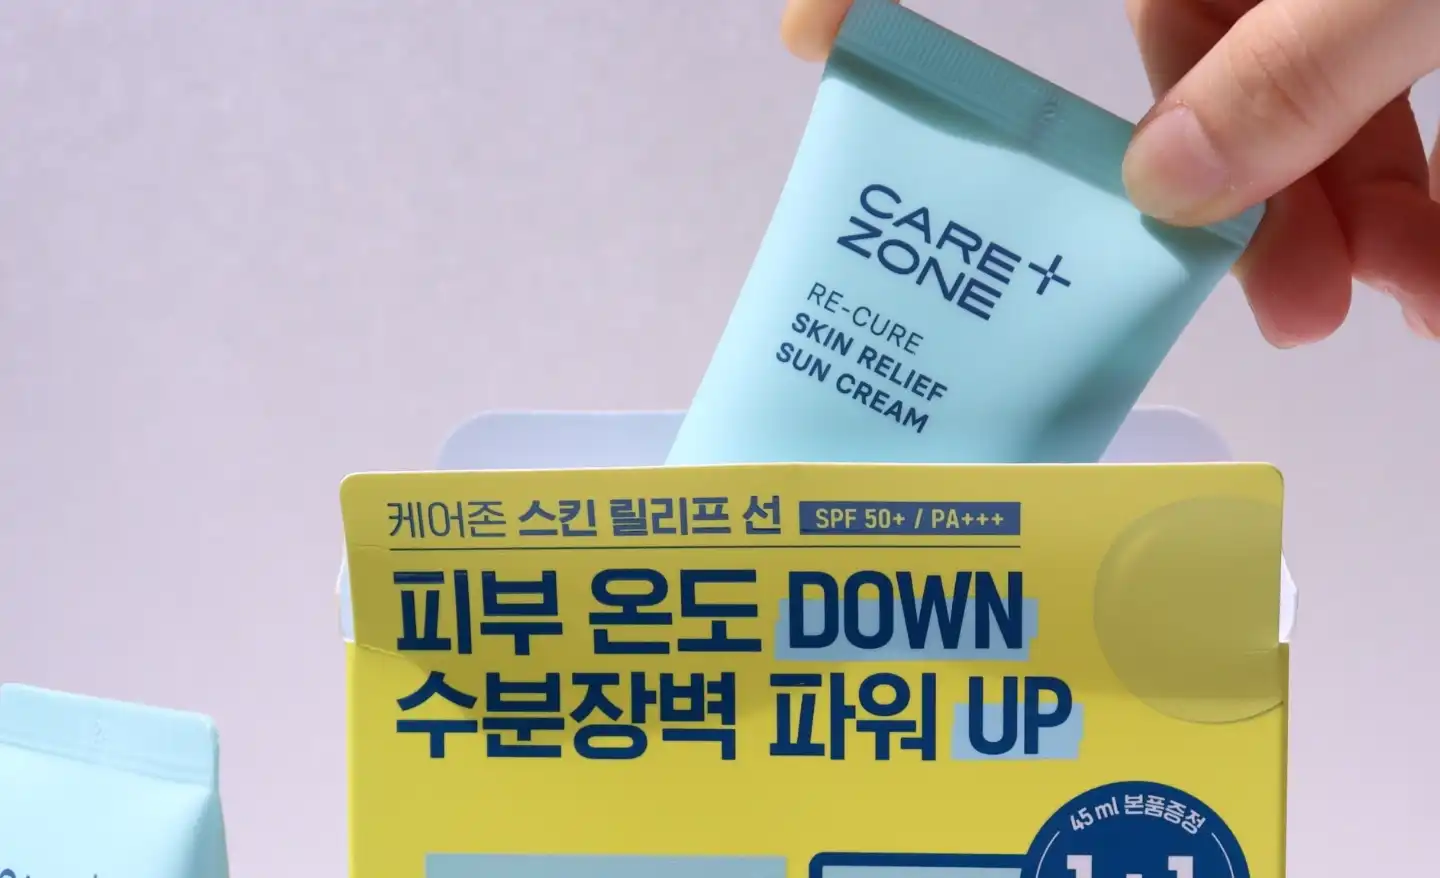 CARE+
ZONE
RE-CURE
SKIN RELIEF
SUN CREAM
케어존 스킨 릴리프 선 SPF 50+ / PA+++
피부 온도 DOWN
수분장벽 파워 UP
45 ml 본품증정
1+1